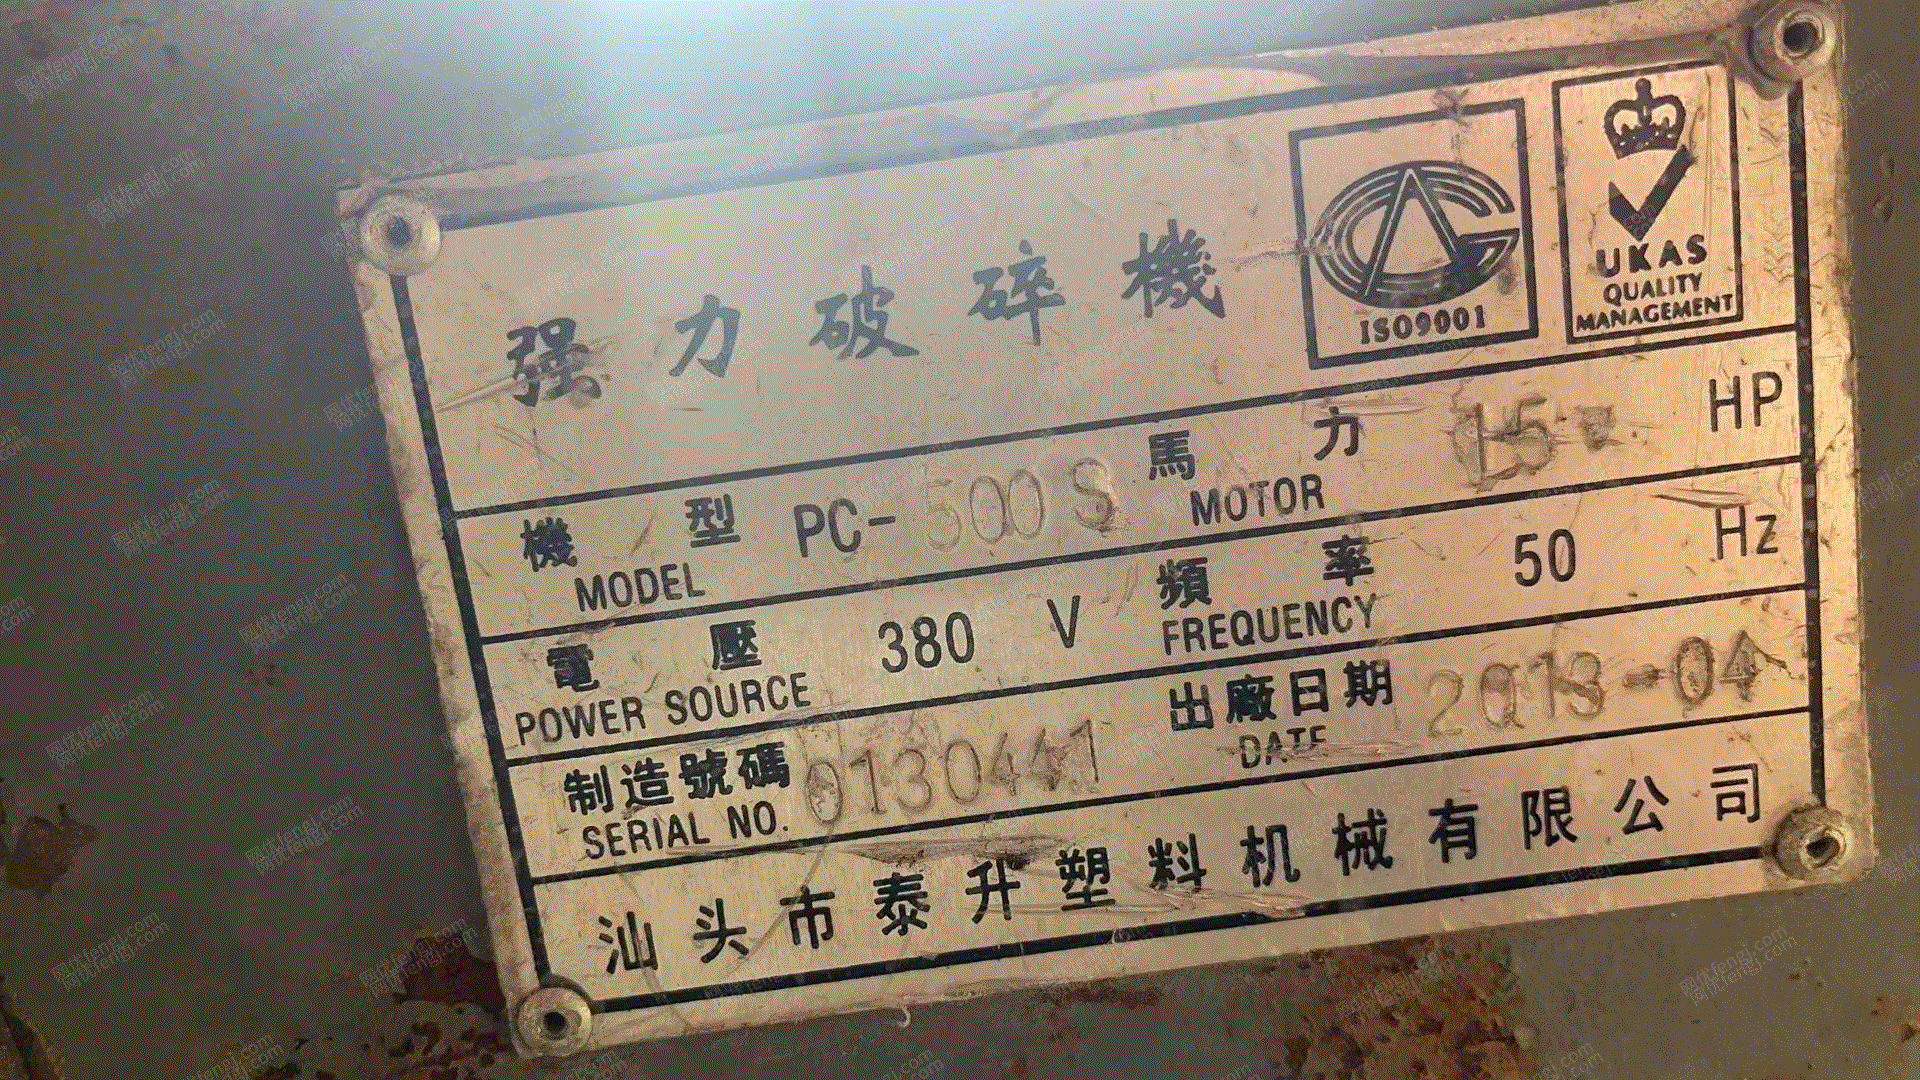 强力破碎機
ISO9001
UKAS
QUALITY
MANAGEMENT
機型 PC-500S 馬力 15 HP
MODEL MOTOR
電壓 380 V 頻率 50 Hz
POWER SOURCE FREQUENCY
制造號碼 0130441 出廠日期 2013-04
SERIAL NO. DATE
汕头市泰升塑料机械有限公司